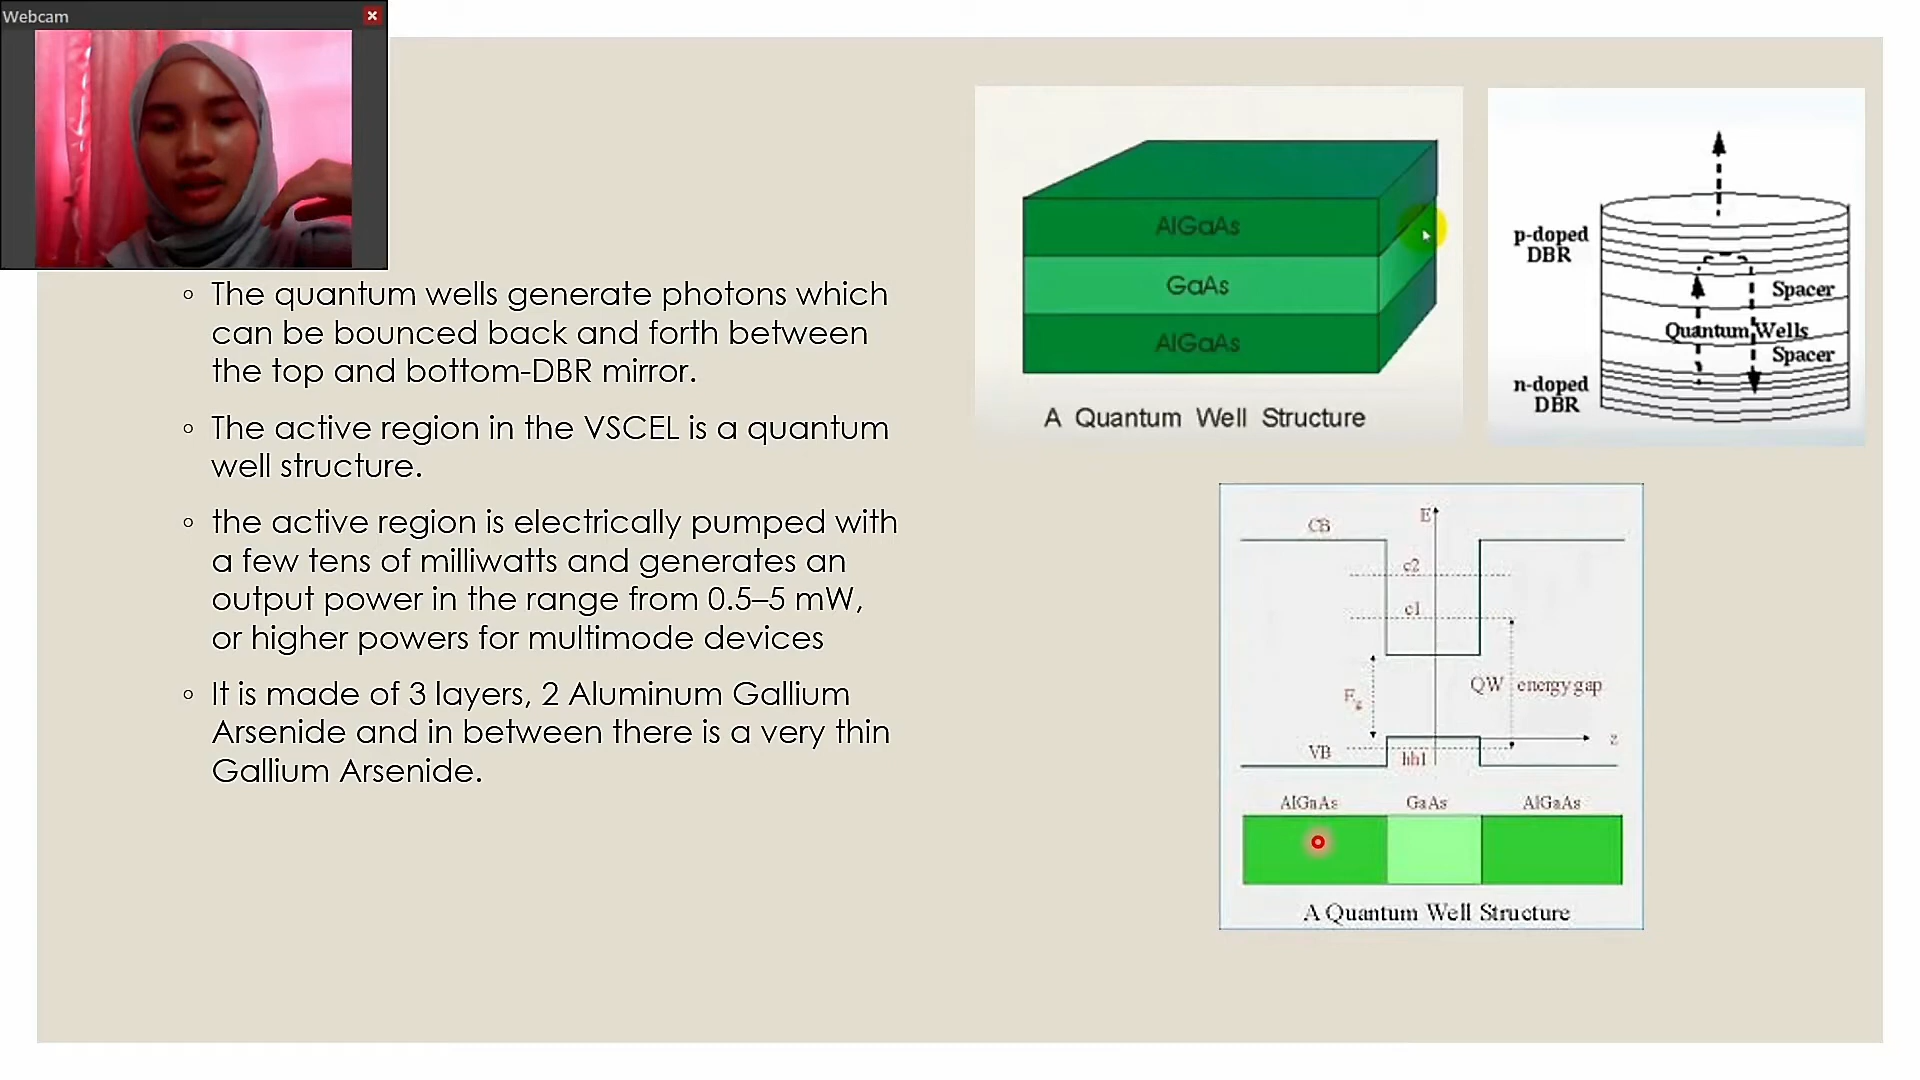 Webcam
◦ The quantum wells generate photons which
can be bounced back and forth between
the top and bottom-DBR mirror.
◦ The active region in the VSCEL is a quantum
well structure.
◦ the active region is electrically pumped with
a few tens of milliwatts and generates an
output power in the range from 0.5–5 mW,
or higher powers for multimode devices
◦ It is made of 3 layers, 2 Aluminum Gallium
Arsenide and in between there is a very thin
Gallium Arsenide.
AlGaAs
GaAs
AlGaAs
A Quantum Well Structure
p-doped
DBR
Spacer
Quantum Wells
Spacer
n-doped
DBR
E
CB
c2
c1
Eg
QW energy gap
z
VB
hh1
AlGaAs GaAs AlGaAs
A Quantum Well Structure